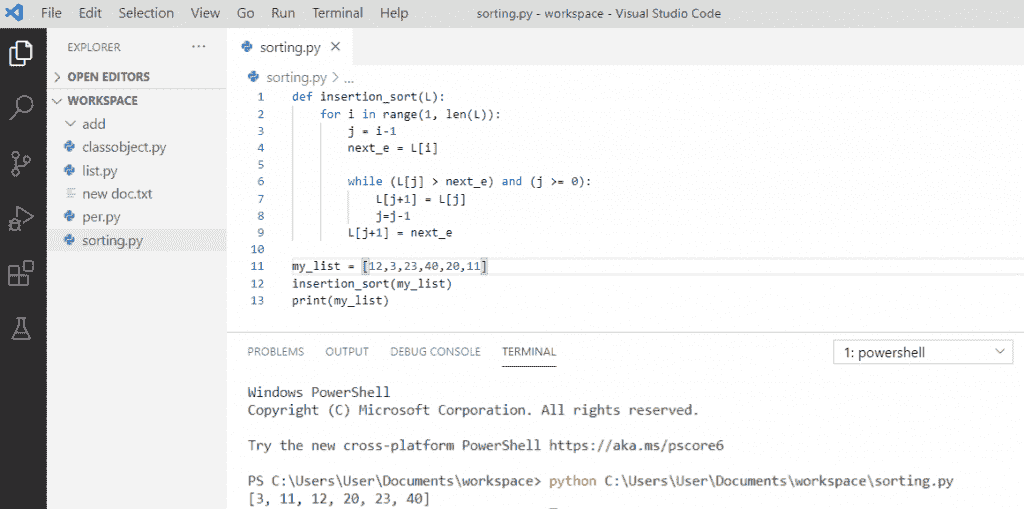 File Edit Selection View Go Run Terminal Help sorting.py - workspace - Visual Studio Code
EXPLORER ...
OPEN EDITORS
WORKSPACE
add
classobject.py
list.py
new doc.txt
per.py
sorting.py
sorting.py
sorting.py > ...
1 def insertion_sort(L):
2     for i in range(1, len(L)):
3         j = i-1
4         next_e = L[i]
5
6         while (L[j] > next_e) and (j >= 0):
7             L[j+1] = L[j]
8             j=j-1
9         L[j+1] = next_e
10
11 my_list = [12,3,23,40,20,11]
12 insertion_sort(my_list)
13 print(my_list)
PROBLEMS OUTPUT DEBUG CONSOLE TERMINAL 1: powershell
Windows PowerShell
Copyright (C) Microsoft Corporation. All rights reserved.
Try the new cross-platform PowerShell https://aka.ms/pscore6
PS C:\Users\User\Documents\workspace> python C:\Users\User\Documents\workspace\sorting.py
[3, 11, 12, 20, 23, 40]